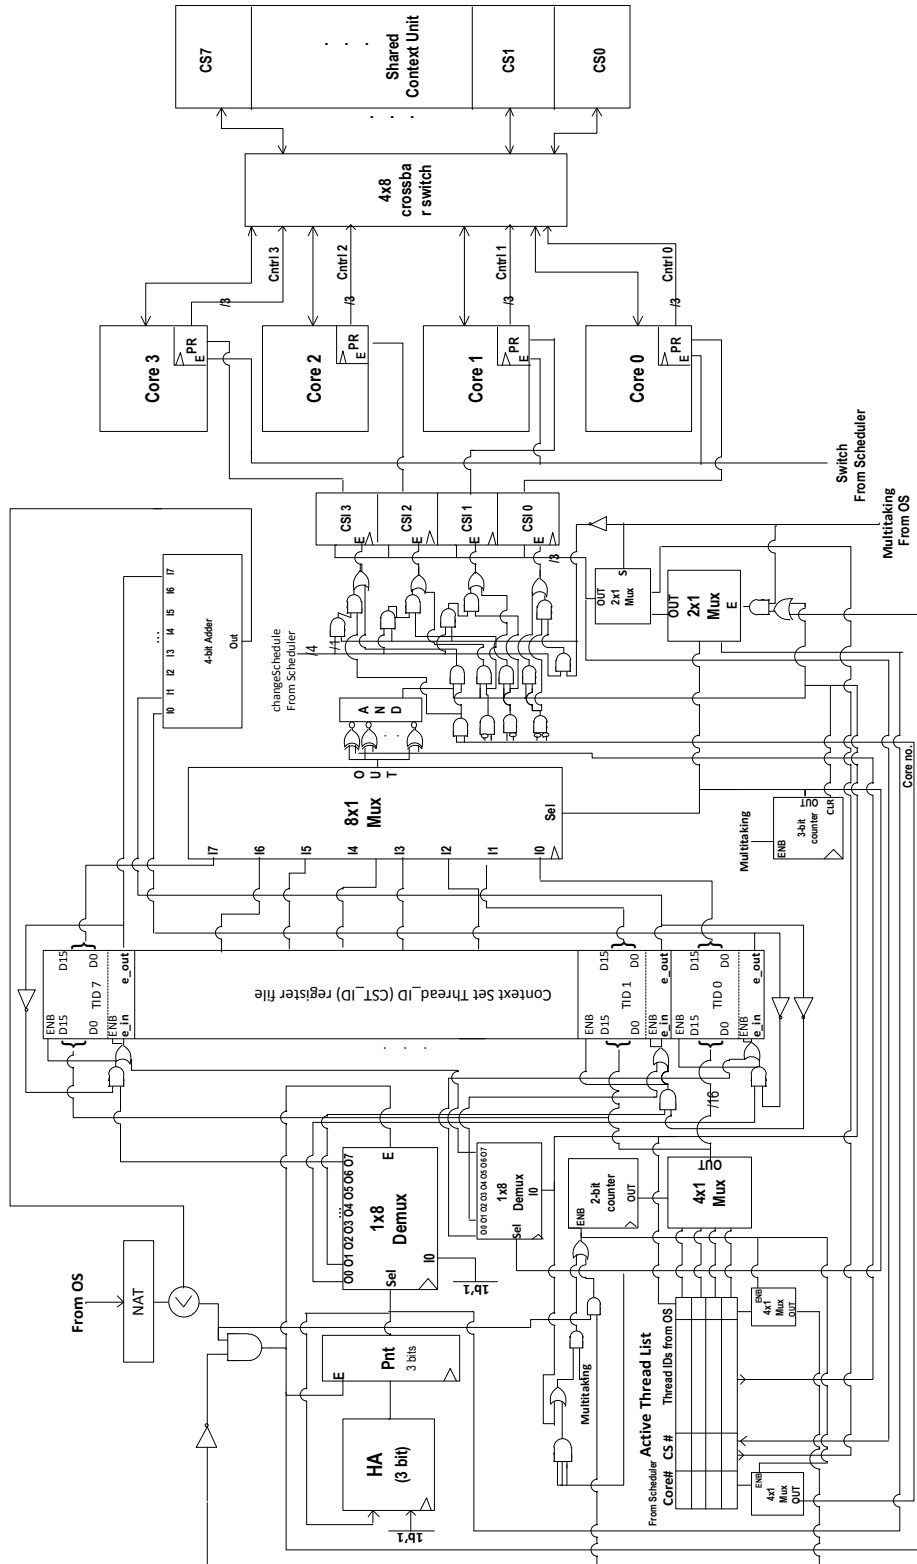 CS7
. . .
Shared
Context Unit
CS1
CS0
. . .
4x8
crossba
r switch
Cntrl 3
/3
Cntrl 2
/3
Cntrl 1
/3
Cntrl 0
/3
Core 3
PR
E
Core 2
PR
E
Core 1
PR
E
Core 0
PR
E
Switch
From Scheduler
Multitaking
From OS
CSI 3
E
CSI 2
E
CSI 1
E
CSI 0
E
/3
OUT
2x1
Mux
S
OUT
2x1
Mux
E
I0
I1
I2
I3
I4
...
I6
I7
4-bit Adder
Out
changeSchedule
From Scheduler
/4
/1
A
N
D
. .
O
U
T
8x1
Mux
Sel
I7
I6
I5
I4
I3
I2
I1
I0
Core no.
Multitaking
ENB
OUT
3-bit
counter
CLR
D15
D0
e_out
TID 7
ENB
D15
D0
ENB
e_in
Context Set Thread_ID (CST_ID) register file
D15
D0
e_out
TID 1
ENB
D15
D0
ENB
e_in
D15
D0
e_out
TID 0
ENB
D15
D0
ENB
e_in
. . .
/16
E
O0 O1 O2 O3 O4 O5 O6 O7
...
1x8
Demux
Sel
I0
1b'1
O0 O1 O2 O3 O4 O5 O6 O7
1x8
Demux
Sel
I0
ENB
2-bit
counter
OUT
OUT
4x1
Mux
From OS
NAT
<
E
Pnt
3 bits
HA
(3 bit)
1b'1
Multitaking
Active Thread List
From Scheduler
Core#
CS #
Thread IDs from OS
ENB
4x1
Mux
OUT
ENB
4x1
Mux
OUT